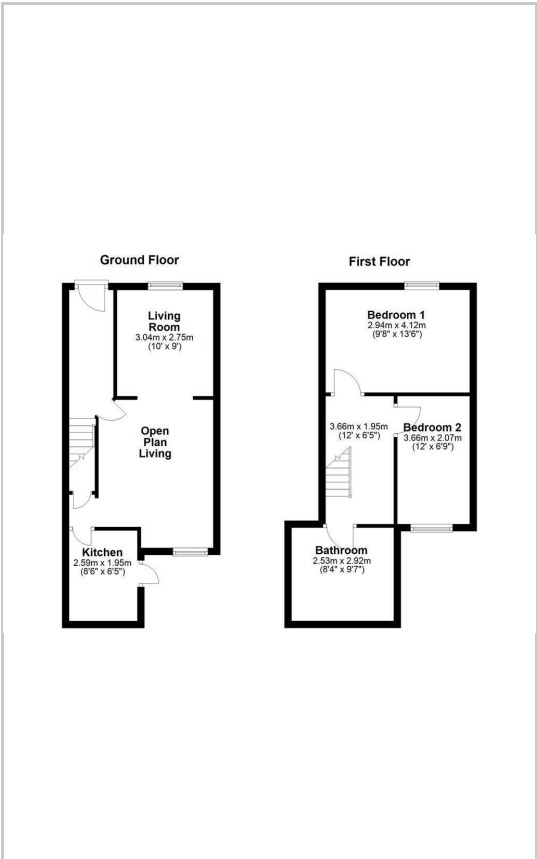 Ground Floor
Living
Room
3.04m x 2.75m
(10' x 9')
Open
Plan
Living
Kitchen
2.59m x 1.95m
(8'6" x 6'5")
First Floor
Bedroom 1
2.94m x 4.12m
(9'8" x 13'6")
3.66m x 1.95m
(12' x 6'5")
Bedroom 2
3.66m x 2.07m
(12' x 6'9")
Bathroom
2.53m x 2.92m
(8'4" x 9'7")